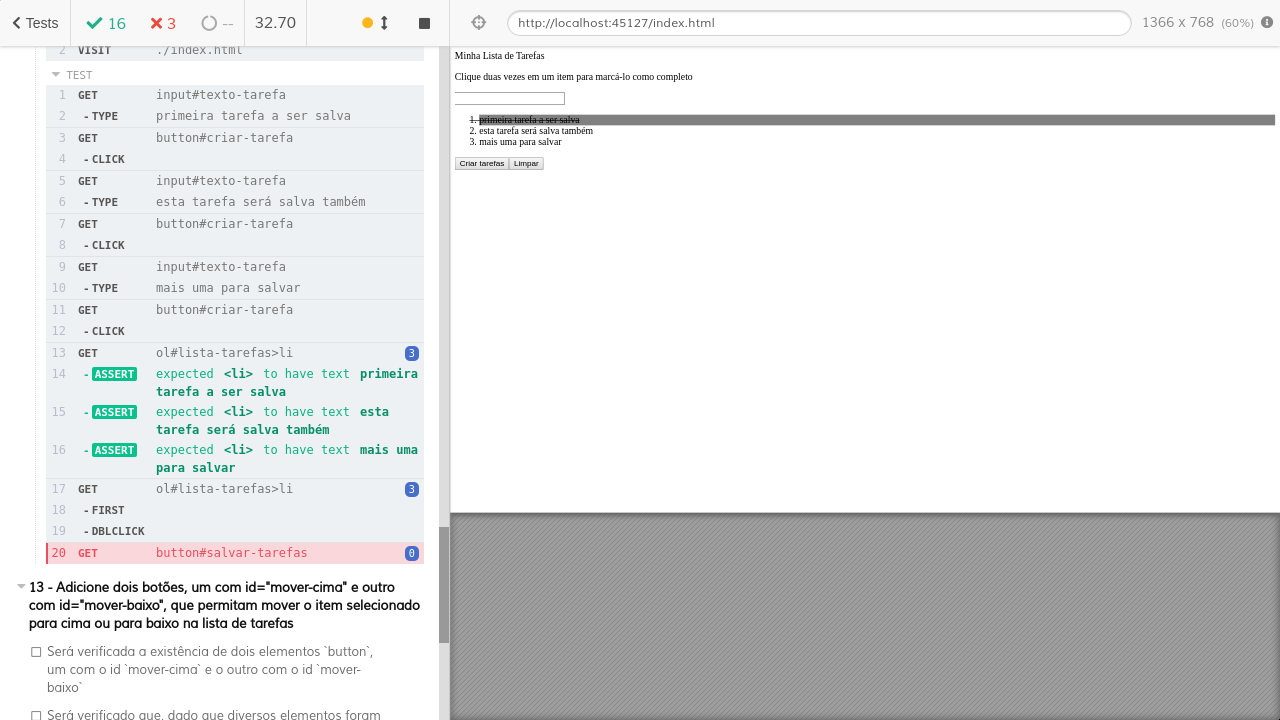 Tests 16 3 -- 32.70
http://localhost:45127/index.html 1366 x 768 (60%)
2 VISIT ./index.html
TEST
1 GET input#texto-tarefa
2 -TYPE primeira tarefa a ser salva
3 GET button#criar-tarefa
4 -CLICK
5 GET input#texto-tarefa
6 -TYPE esta tarefa será salva também
7 GET button#criar-tarefa
8 -CLICK
9 GET input#texto-tarefa
10 -TYPE mais uma para salvar
11 GET button#criar-tarefa
12 -CLICK
13 GET ol#lista-tarefas>li 3
14 -ASSERT expected <li> to have text primeira
tarefa a ser salva
15 -ASSERT expected <li> to have text esta
tarefa será salva também
16 -ASSERT expected <li> to have text mais uma
para salvar
17 GET ol#lista-tarefas>li 3
18 -FIRST
19 -DBLCLICK
20 GET button#salvar-tarefas 0
13 - Adicione dois botões, um com id="mover-cima" e outro
com id="mover-baixo", que permitam mover o item selecionado
para cima ou para baixo na lista de tarefas
Será verificada a existência de dois elementos `button`,
um com o id `mover-cima` e o outro com o id `mover-
baixo`
Será verificado que, dado que diversos elementos foram
Minha Lista de Tarefas
Clique duas vezes em um item para marcá-lo como completo
1. primeira tarefa a ser salva
2. esta tarefa será salva também
3. mais uma para salvar
Criar tarefas Limpar